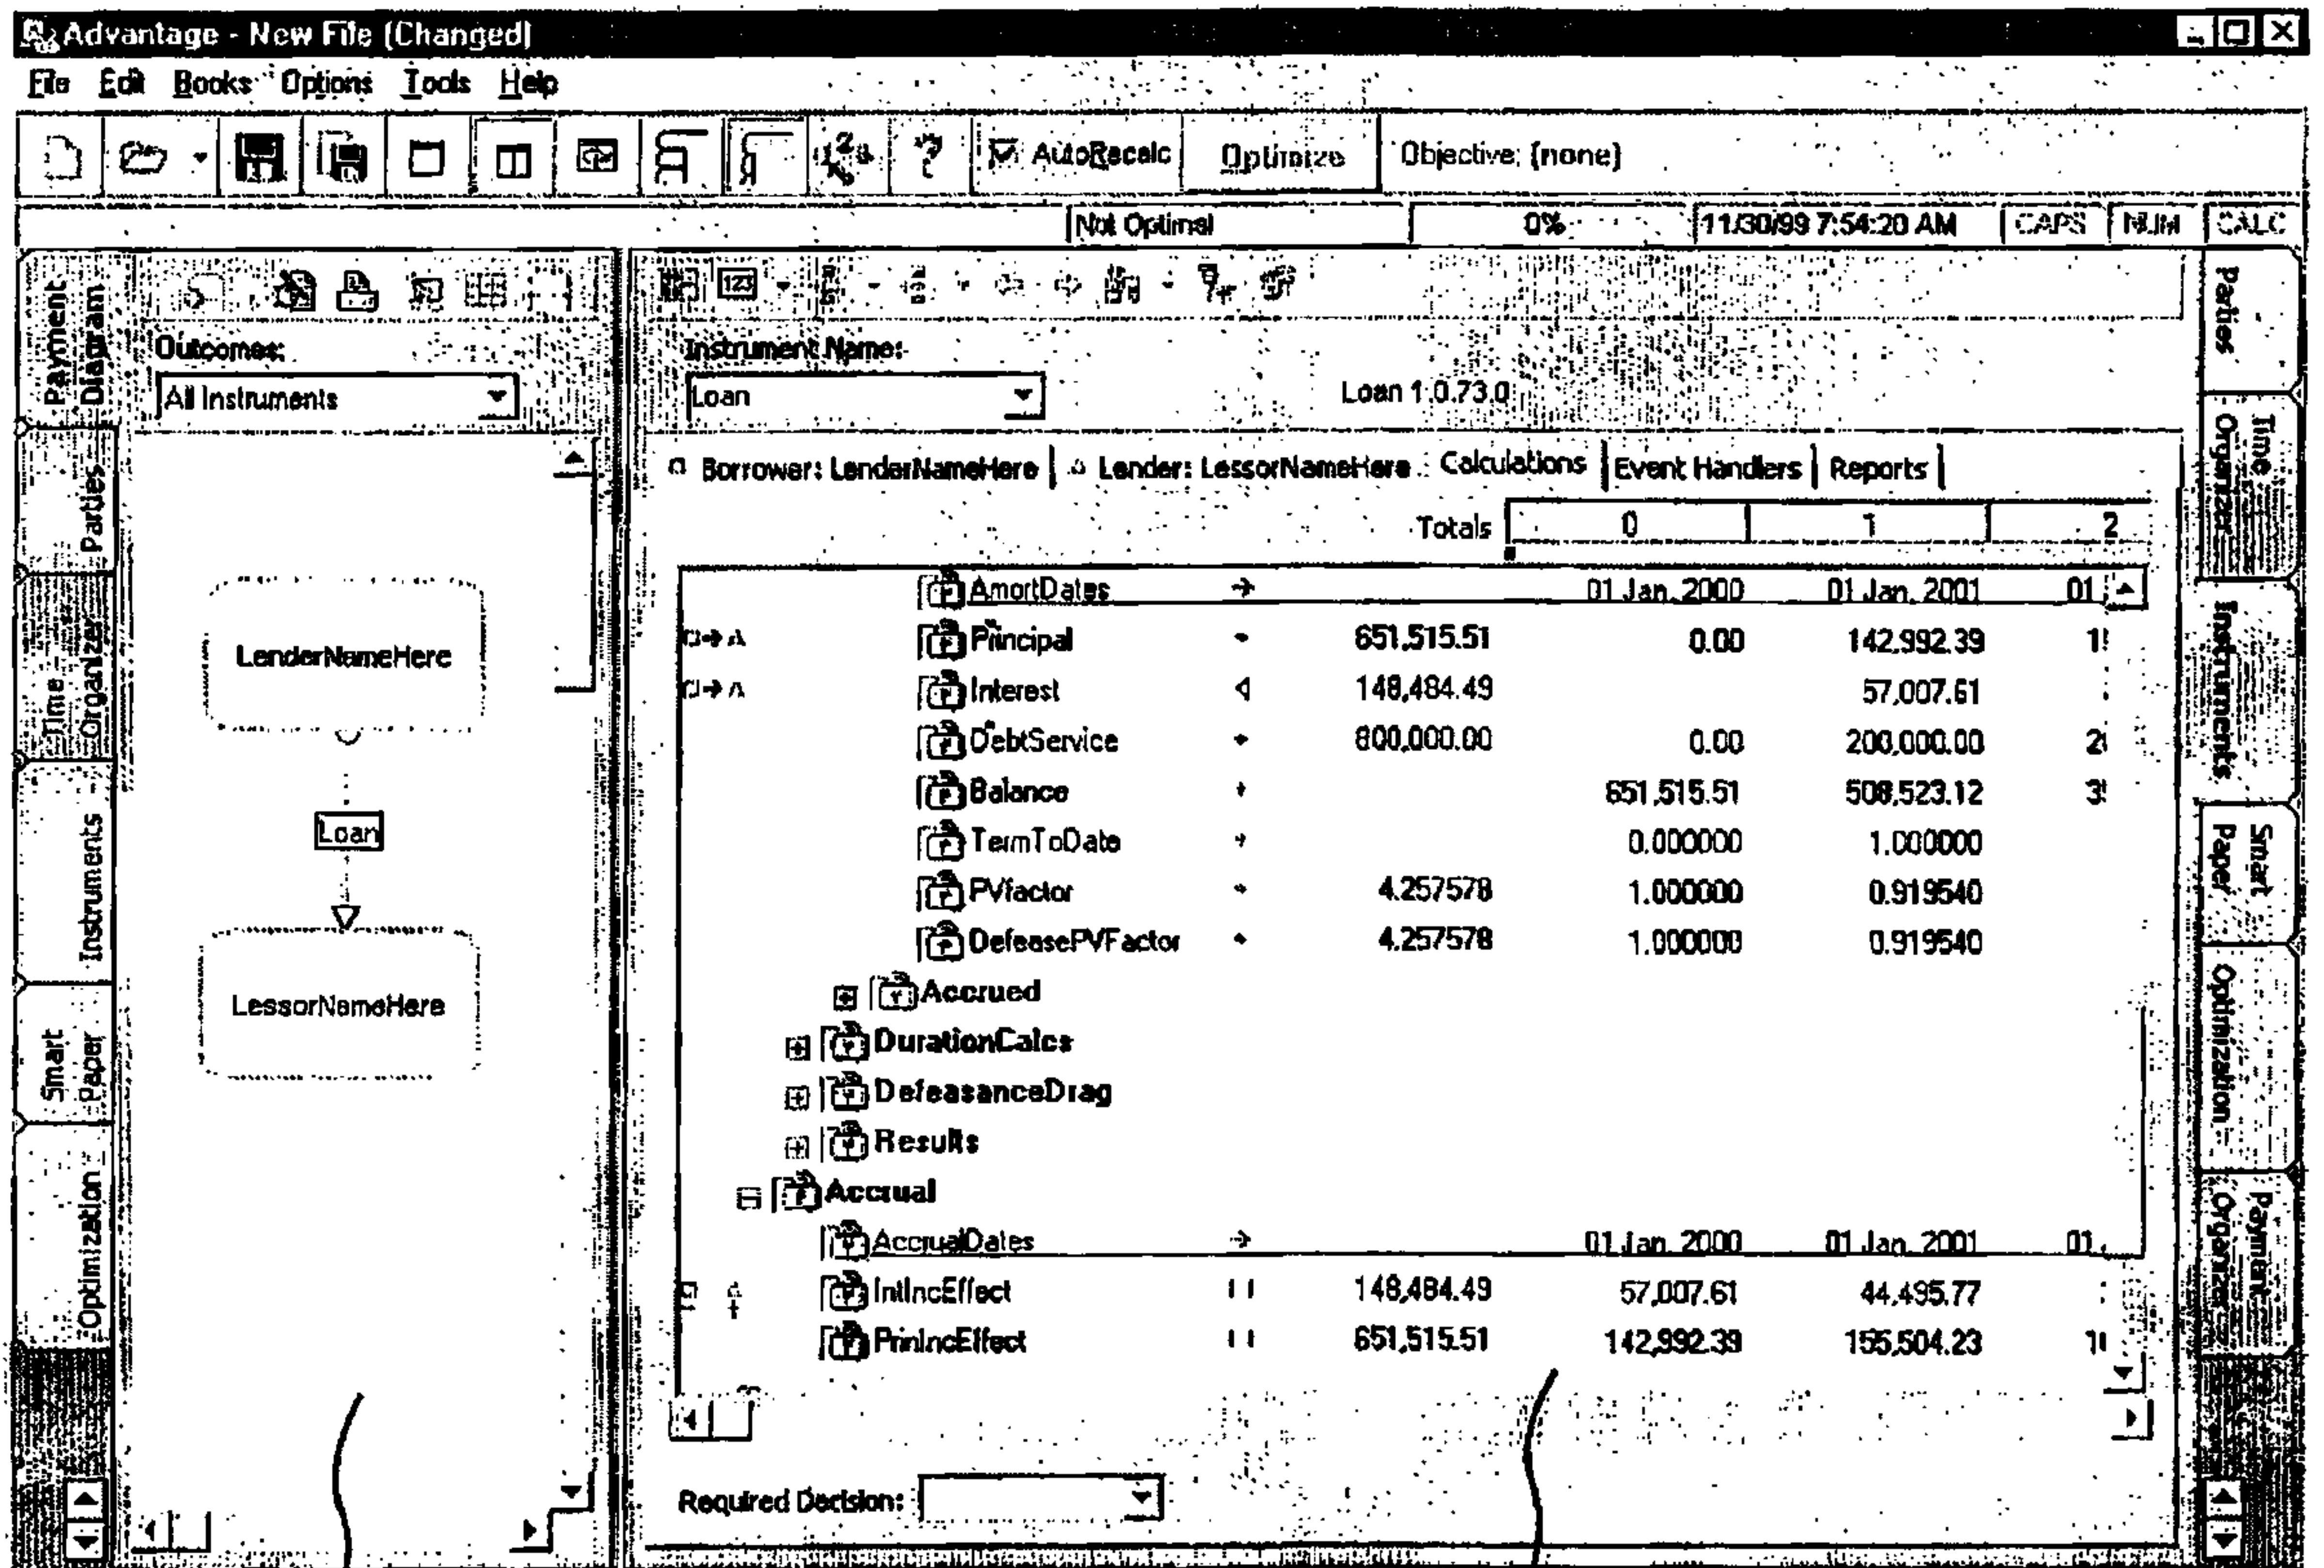 Advantage - New File (Changed)
File Edit Books Options Tools Help
AutoRecalc Optimize Objective: (none)
Not Optimal 0% 11/30/99 7:54:20 AM CAPS NUM CALC
Payment Diagram
Parties
Time Organizer
Instruments
Smart Paper
Optimization
Outcomes:
All Instruments
LenderNameHere
Loan
LessorNameHere
123
Instrument Name:
Loan Loan 1.0.73.0
Borrower: LenderNameHere Lender: LessorNameHere Calculations Event Handlers Reports
Totals 0 1 2
AmortDates 01 Jan, 2000 01 Jan, 2001 01
Principal 651,515.51 0.00 142,992.39
Interest 148,484.49 57,007.61
DebtService 800,000.00 0.00 200,000.00
Balance 651,515.51 508,523.12
TermToDate 0.000000 1.000000
PVfactor 4.257578 1.000000 0.919540
DefeasePVFactor 4.257578 1.000000 0.919540
Accrued
DurationCalcs
DefeasanceDrag
Results
Accrual
AccrualDates 01 Jan, 2000 01 Jan, 2001 01
IntIncEffect 148,484.49 57,007.61 44,495.77
PrinIncEffect 651,515.51 142,992.39 155,504.23
Required Decision:
Parties
Time Organizer
Instruments
Smart Paper
Optimization
Payment Organizer